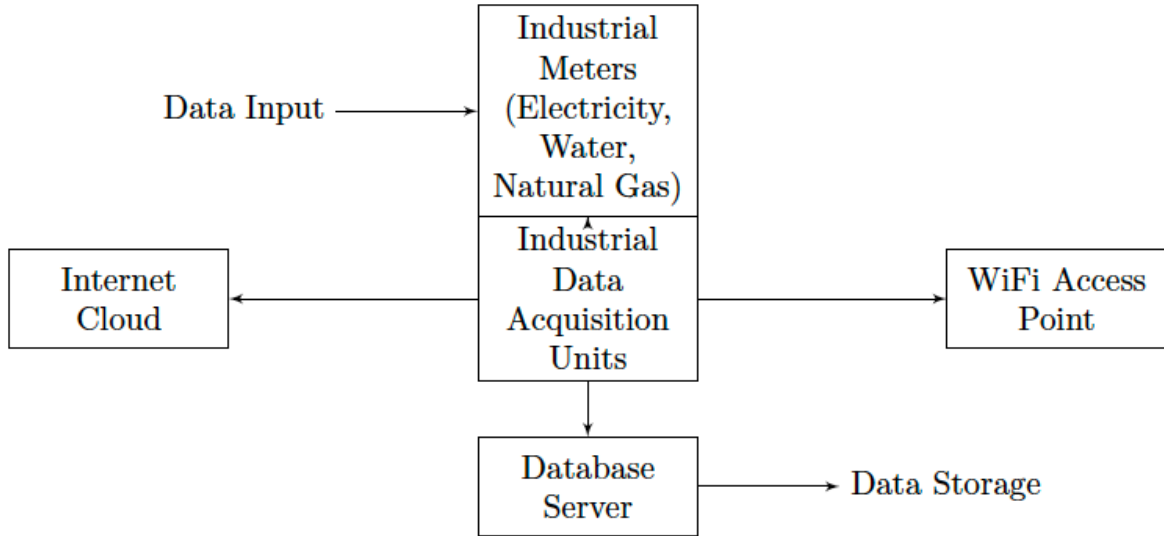 Industrial
Meters
(Electricity,
Water,
Natural Gas)
Data Input
Industrial
Data
Acquisition
Units
Internet
Cloud
WiFi Access
Point
Database
Server
Data Storage